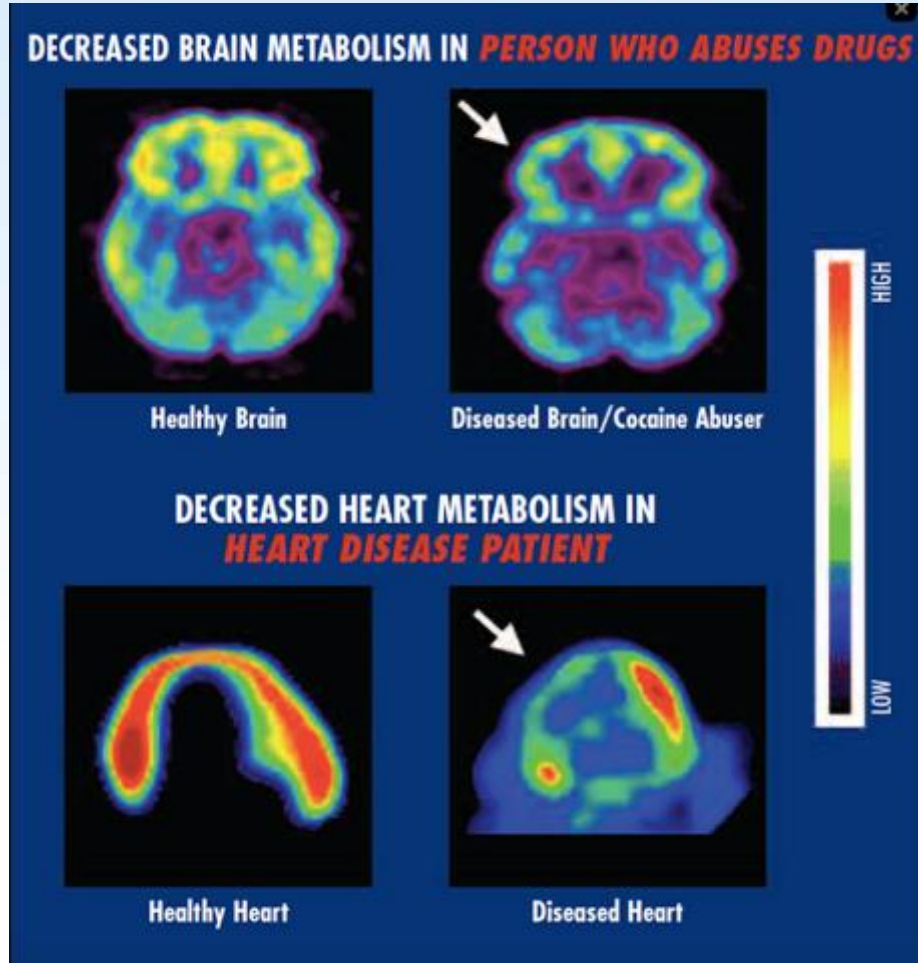 DECREASED BRAIN METABOLISM IN PERSON WHO ABUSES DRUGS
Healthy Brain
Diseased Brain/Cocaine Abuser
HIGH
LOW
DECREASED HEART METABOLISM IN
HEART DISEASE PATIENT
Healthy Heart
Diseased Heart